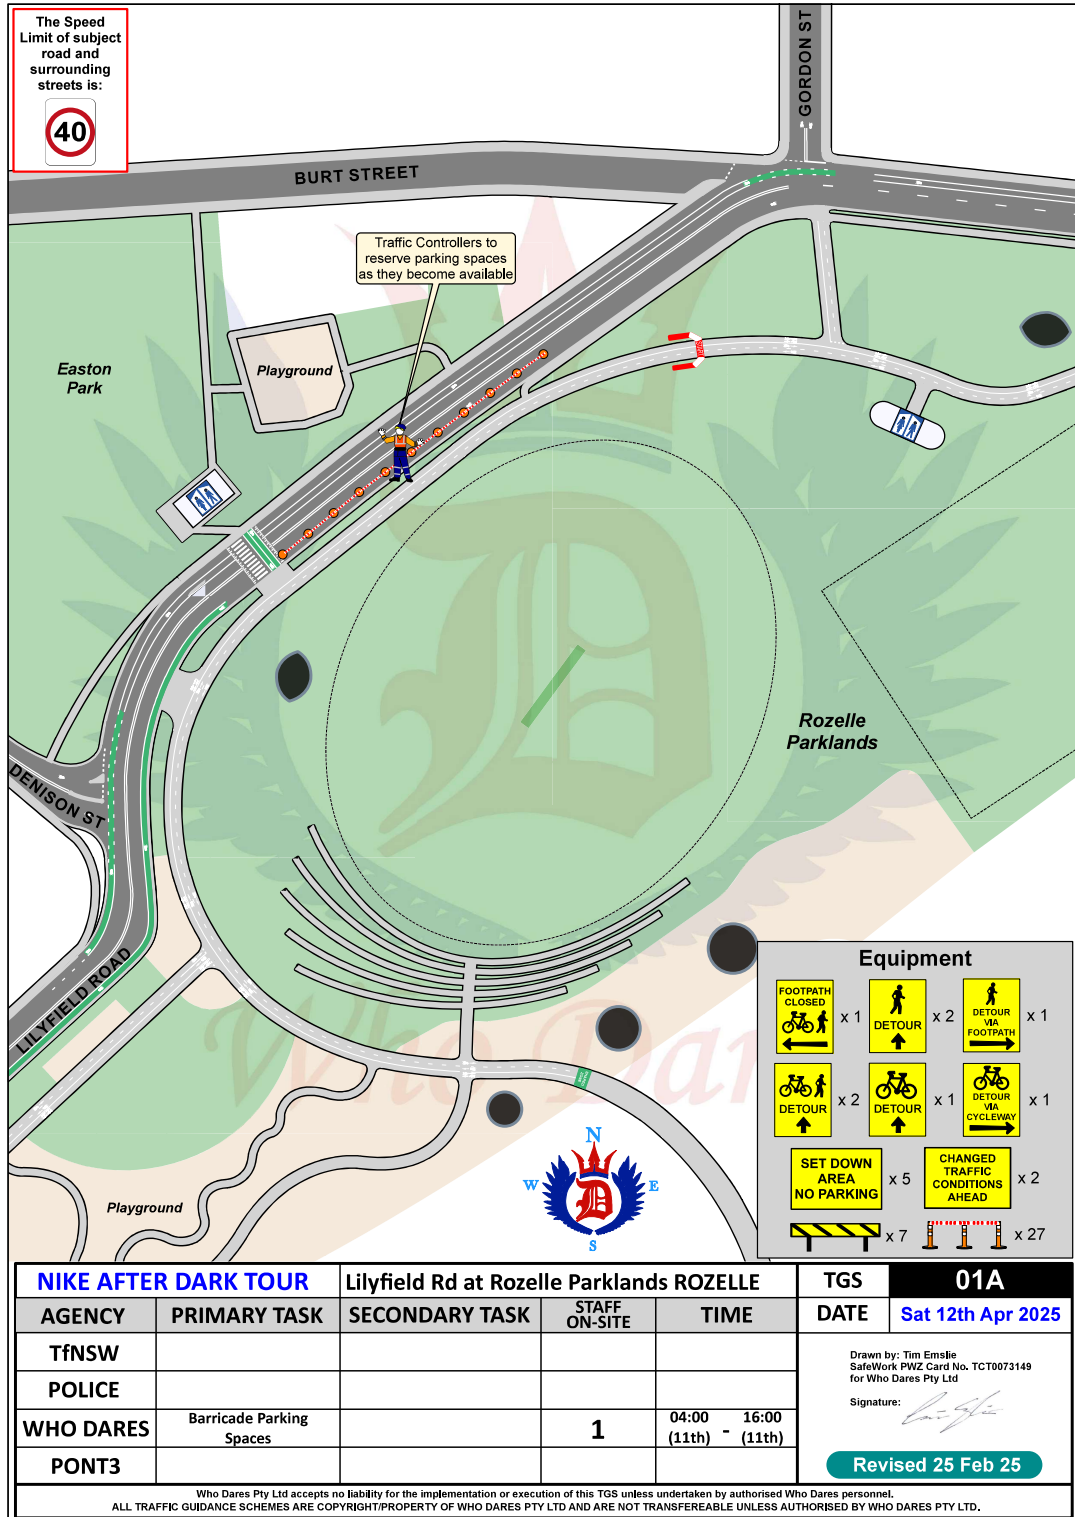 The Speed
Limit of subject
road and
surrounding
streets is:
40
GORDON ST
BURT STREET
Traffic Controllers to
reserve parking spaces
as they become available
Easton
Park
Playground
Rozelle
Parklands
DENISON ST
LILYFIELD ROAD
Who Dar
Playground
N
W
E
S
D
Equipment
FOOTPATH
CLOSED
x 1
DETOUR
x 2
DETOUR
VIA
FOOTPATH
x 1
DETOUR
x 2
DETOUR
x 1
DETOUR
VIA
CYCLEWAY
x 1
SET DOWN
AREA
NO PARKING
x 5
CHANGED
TRAFFIC
CONDITIONS
AHEAD
x 2
x 7
x 27
NIKE AFTER DARK TOUR
Lilyfield Rd at Rozelle Parklands ROZELLE
TGS
01A
AGENCY
PRIMARY TASK
SECONDARY TASK
STAFF
ON-SITE
TIME
DATE
Sat 12th Apr 2025
TfNSW
POLICE
WHO DARES
Barricade Parking
Spaces
1
04:00 - 16:00
(11th) (11th)
PONT3
Drawn by: Tim Emslie
SafeWork PWZ Card No. TCT0073149
for Who Dares Pty Ltd
Signature:
Revised 25 Feb 25
Who Dares Pty Ltd accepts no liability for the implementation or execution of this TGS unless undertaken by authorised Who Dares personnel.
ALL TRAFFIC GUIDANCE SCHEMES ARE COPYRIGHT/PROPERTY OF WHO DARES PTY LTD AND ARE NOT TRANSFEREABLE UNLESS AUTHORISED BY WHO DARES PTY LTD.